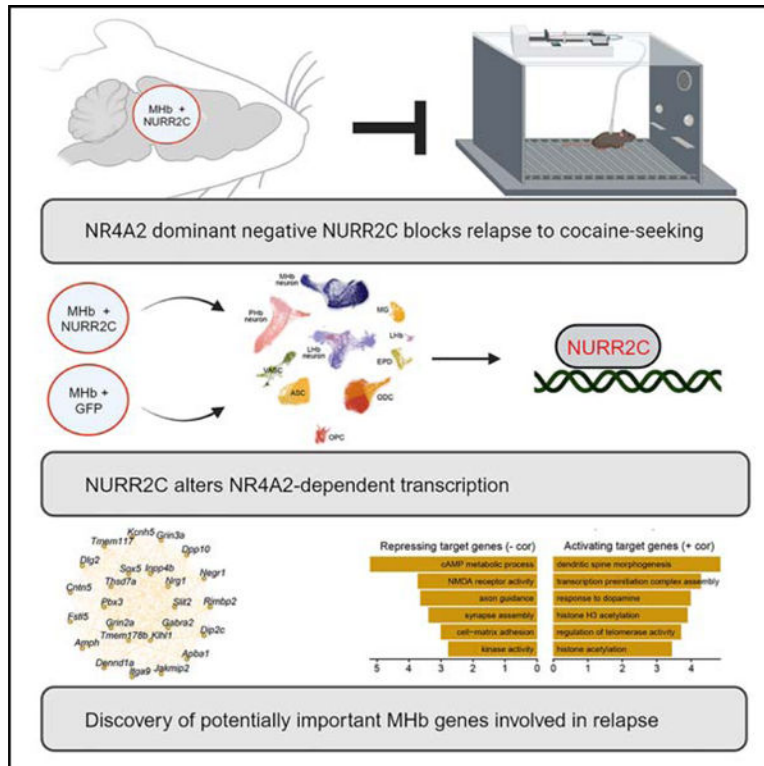 MHb +
NURR2C
NR4A2 dominant negative NURR2C blocks relapse to cocaine-seeking
MHb +
NURR2C
MHb +
GFP
MHb
neuron
PHb
neuron
MG
LHb
neuron
LHb
EPD
VASC
ASC
ODC
OPC
NURR2C
NURR2C alters NR4A2-dependent transcription
Kcnh5
Grin3a
Tmem117
Dpp10
Dlg2
Sox5
Inpp4b
Negr1
Cntn5
Thsd7a
Nrg1
Pbx3
Slit2
Rimbp2
Fstl5
Grin2a
Gabra2
Amph
Tmem178b
Klhl1
Dip2c
Apba1
Dennd1a
Itga9
Jakmip2
Repressing target genes (- cor)
cAMP metabolic process
NMDA receptor activity
axon guidance
synapse assembly
cell−matrix adhesion
kinase activity
5 4 3 2 1 0
Activating target genes (+ cor)
dendritic spine morphogenesis
transcription preinitiation complex assembly
response to dopamine
histone H3 acetylation
regulation of telomerase activity
histone acetylation
0 1 2 3 4
Discovery of potentially important MHb genes involved in relapse